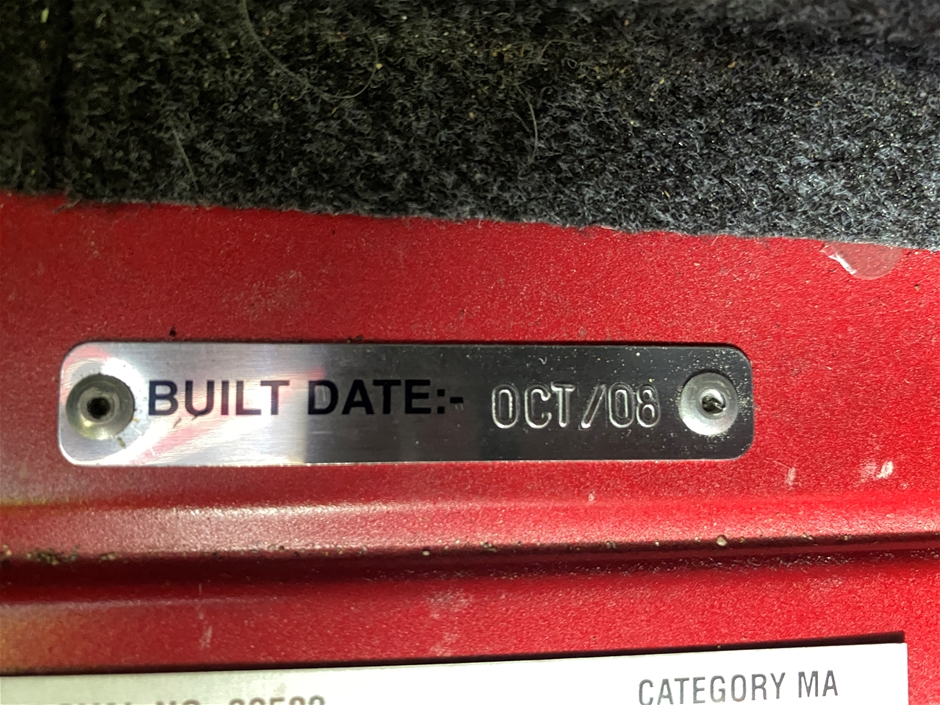 BUILT DATE:- OCT/08
CATEGORY MA